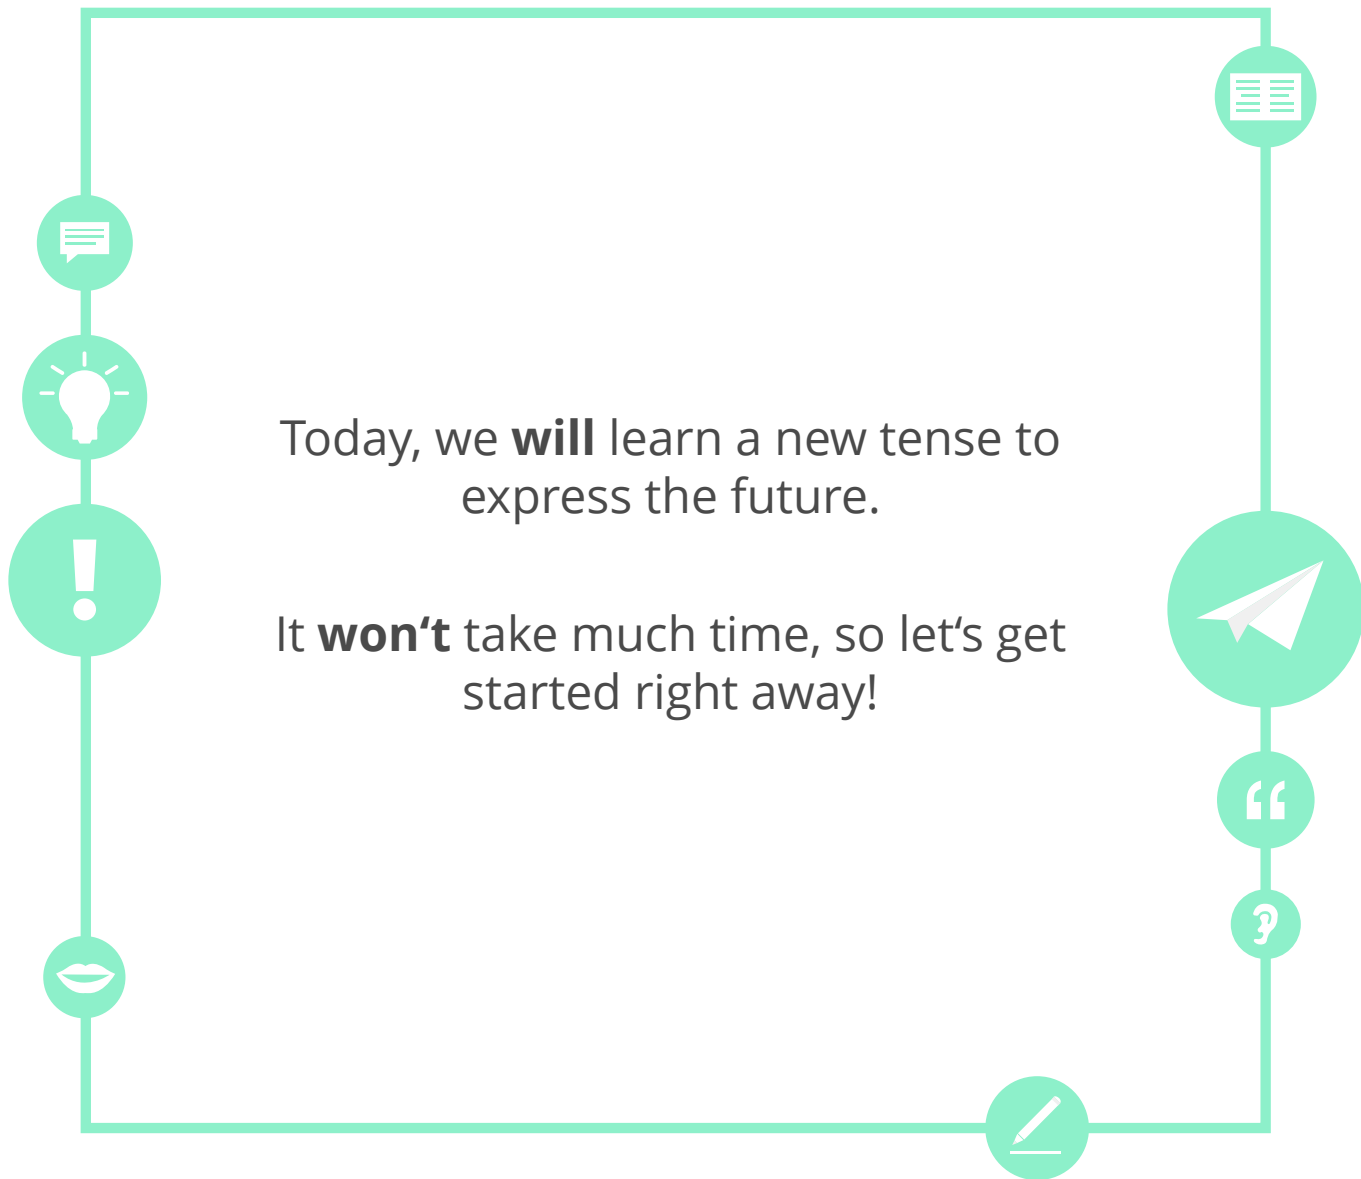 Today, we will learn a new tense to
express the future.
It won‘t take much time, so let‘s get
started right away!